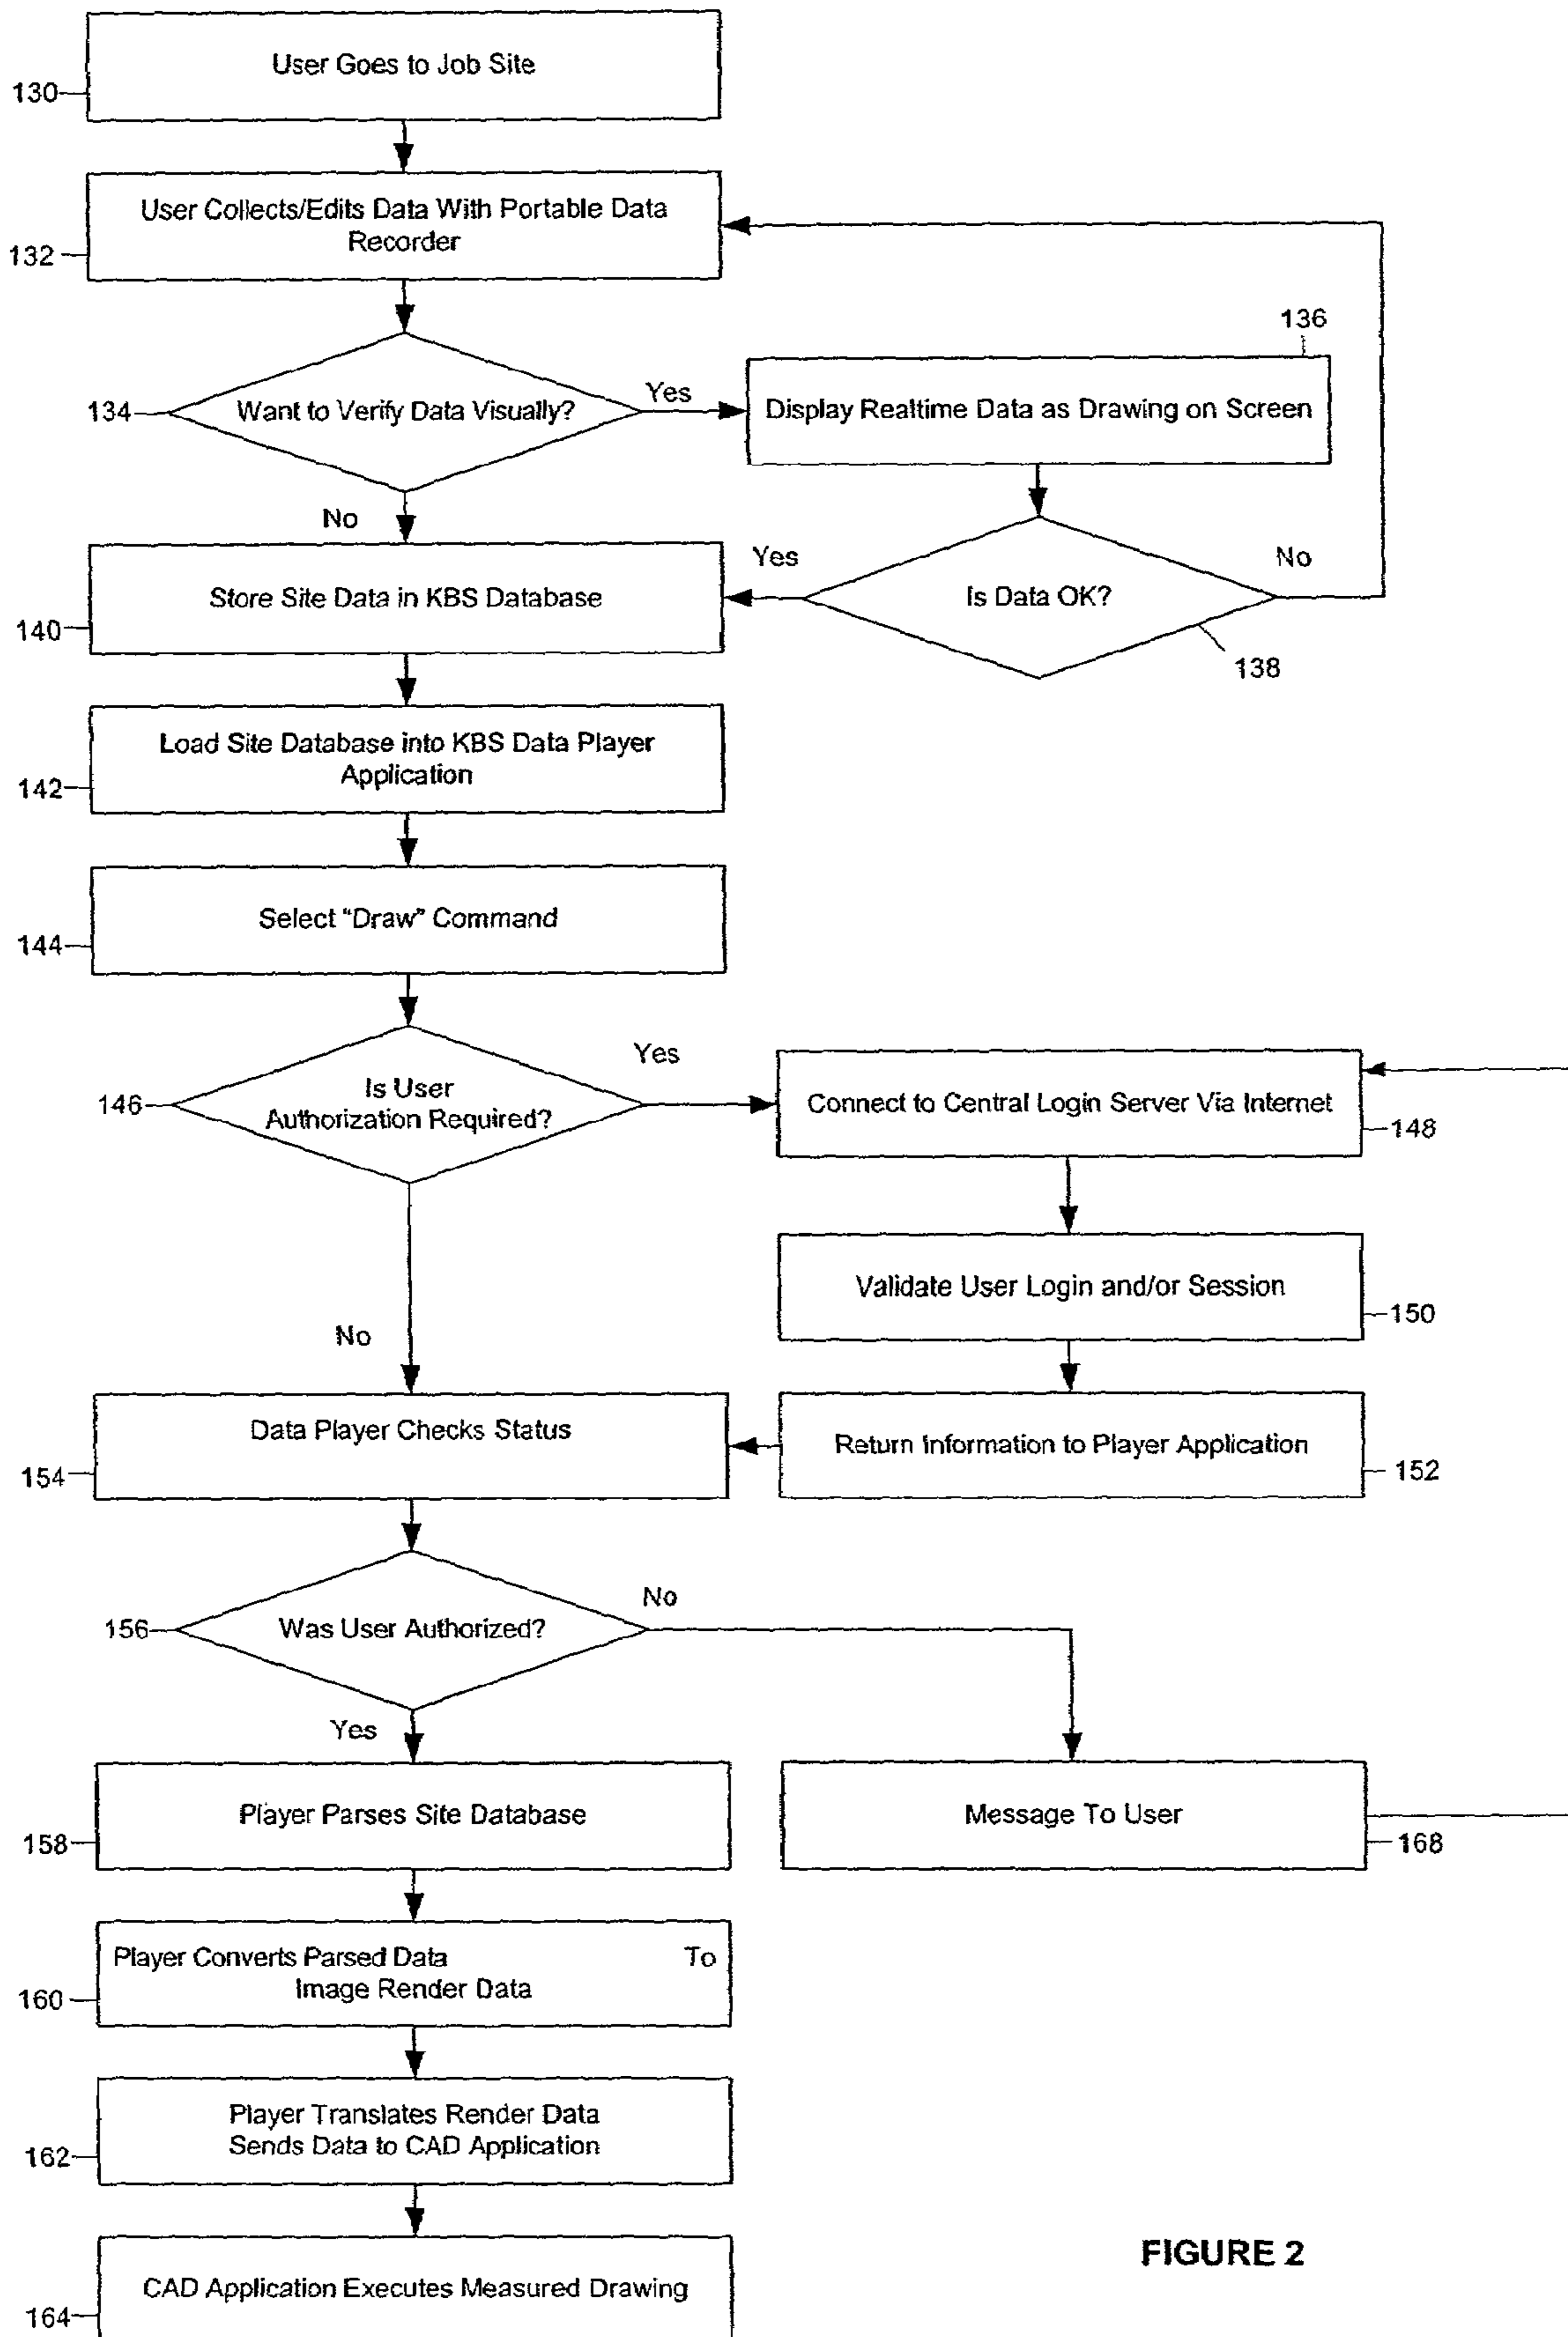 User Goes to Job Site
130
User Collects/Edits Data With Portable Data
Recorder
132
136
134
Want to Verify Data Visually?
Yes
Display Realtime Data as Drawing on Screen
No
Yes
No
Store Site Data in KBS Database
Is Data OK?
140
138
Load Site Database into KBS Data Player
Application
142
Select "Draw" Command
144
Yes
146
Is User
Authorization Required?
Connect to Central Login Server Via Internet
148
Validate User Login and/or Session
150
No
Data Player Checks Status
Return Information to Player Application
154
152
No
156
Was User Authorized?
Yes
Player Parses Site Database
Message To User
158
168
Player Converts Parsed Data To
Image Render Data
160
Player Translates Render Data
Sends Data to CAD Application
162
FIGURE 2
CAD Application Executes Measured Drawing
164